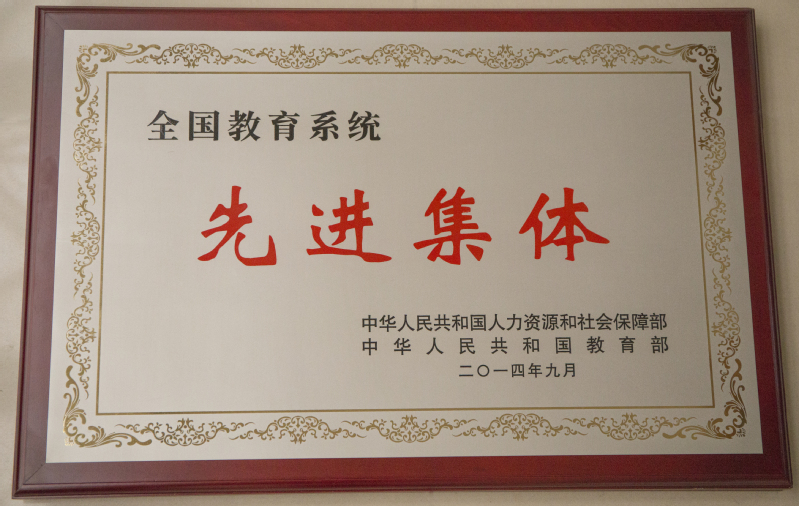 全国教育系统
先进集体
中华人民共和国人力资源和社会保障部
中华人民共和国教育部
二〇一四年九月